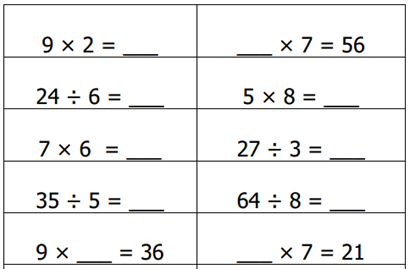 9 × 2 = ___ ___ × 7 = 56
24 ÷ 6 = ___ 5 × 8 = ___
7 × 6 = ___ 27 ÷ 3 = ___
35 ÷ 5 = ___ 64 ÷ 8 = ___
9 × ___ = 36 ___ × 7 = 21